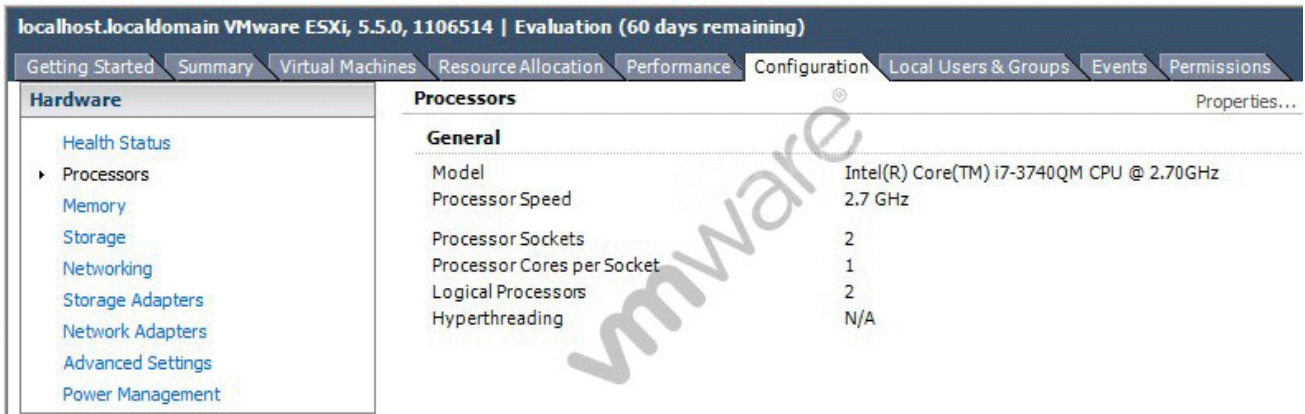 localhost.localdomain VMware ESXi, 5.5.0, 1106514 | Evaluation (60 days remaining)
Getting Started Summary Virtual Machines Resource Allocation Performance Configuration Local Users & Groups Events Permissions
Hardware
Health Status
Processors
Memory
Storage
Networking
Storage Adapters
Network Adapters
Advanced Settings
Power Management
Processors Properties...
General
Model Intel(R) Core(TM) i7-3740QM CPU @ 2.70GHz
Processor Speed 2.7 GHz
Processor Sockets 2
Processor Cores per Socket 1
Logical Processors 2
Hyperthreading N/A
vmware®